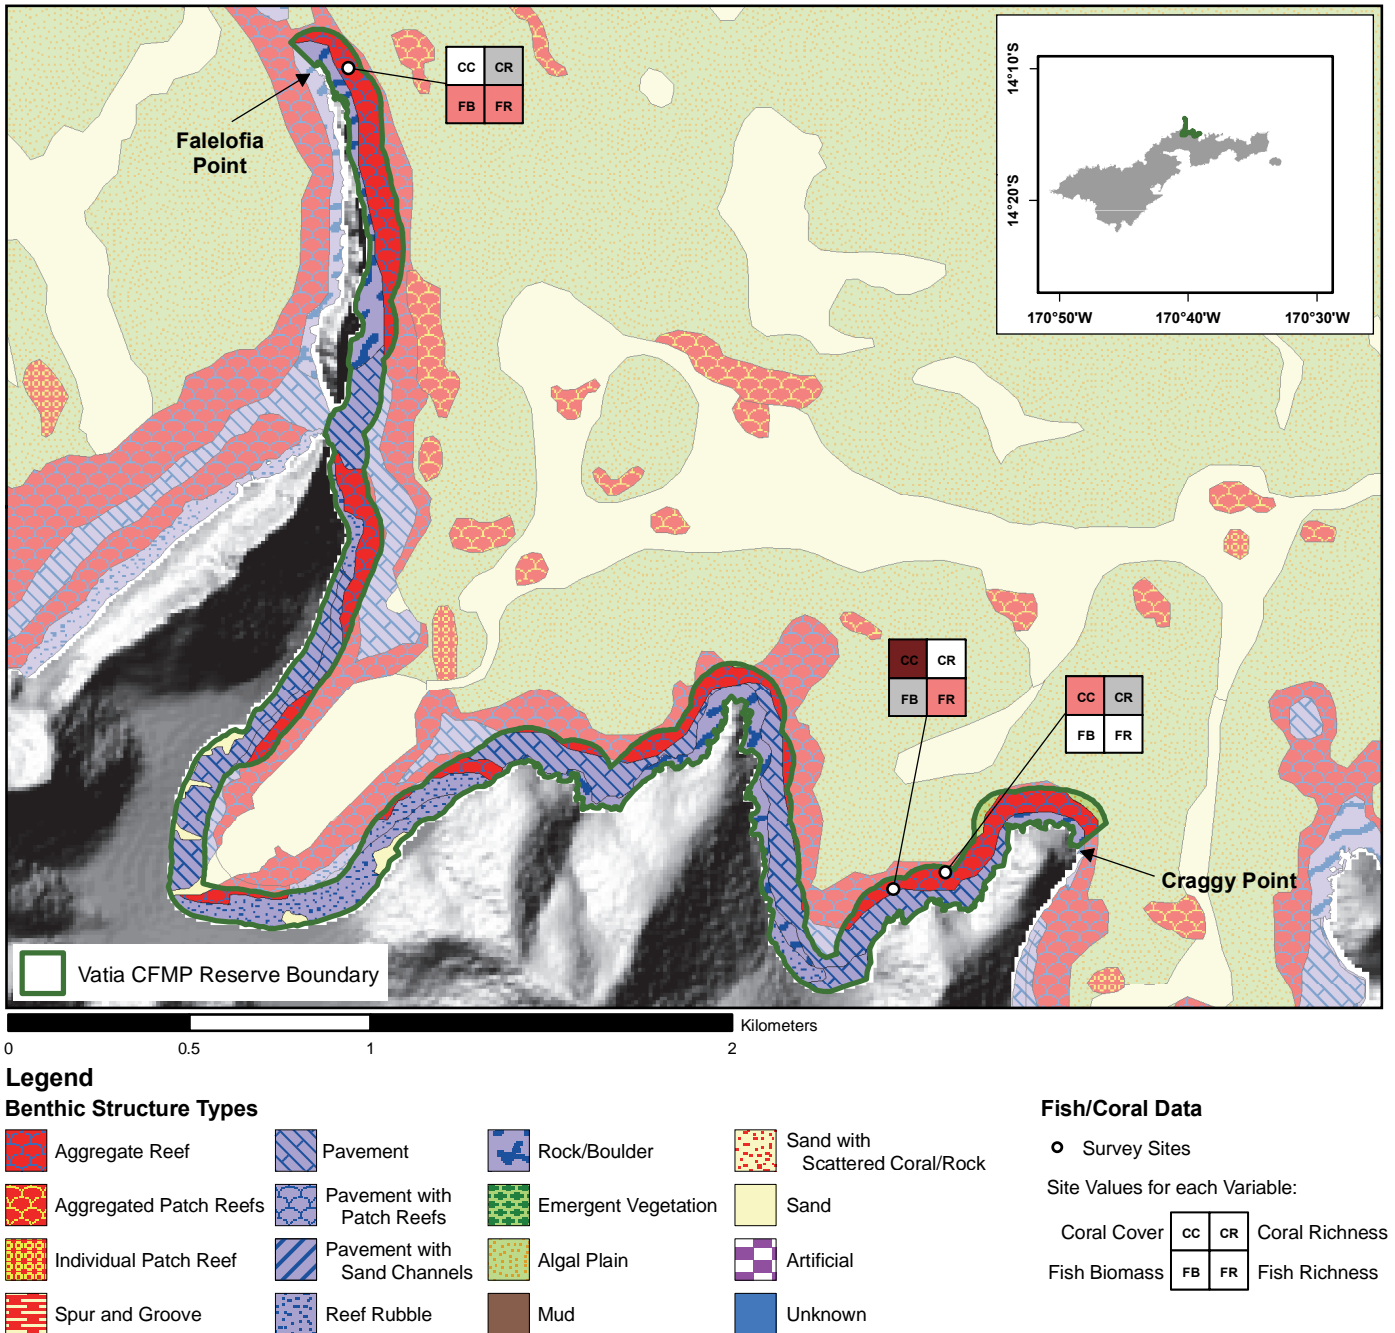 CC CR
FB FR
Falelofia
Point
14°10'S
14°20'S
170°50'W 170°40'W 170°30'W
CC CR
FB FR
CC CR
FB FR
Craggy Point
Vatia CFMP Reserve Boundary
Kilometers
0 0.5 1 2
Legend
Benthic Structure Types
Aggregate Reef
Aggregated Patch Reefs
Individual Patch Reef
Spur and Groove
Pavement
Pavement with
Patch Reefs
Pavement with
Sand Channels
Reef Rubble
Rock/Boulder
Emergent Vegetation
Algal Plain
Mud
Sand with
Scattered Coral/Rock
Sand
Artificial
Unknown
Fish/Coral Data
Survey Sites
Site Values for each Variable:
Coral Cover CC CR Coral Richness
Fish Biomass FB FR Fish Richness